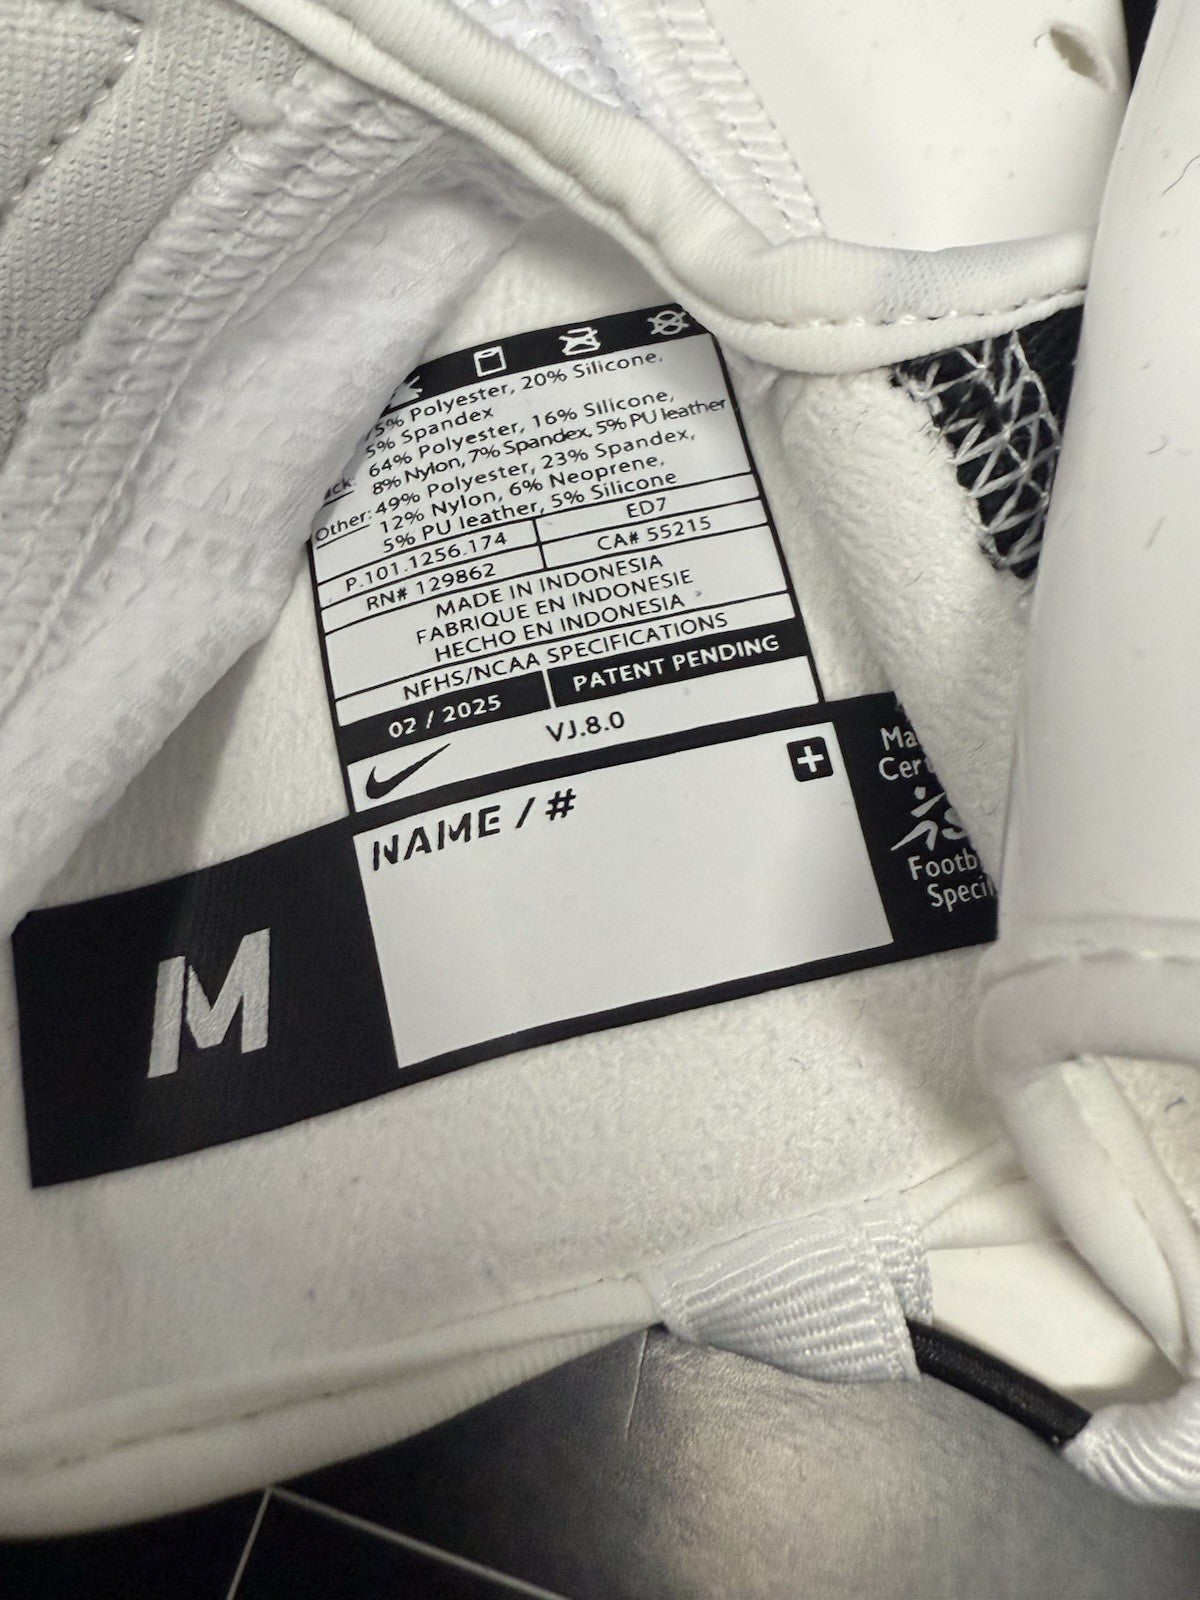 5% Polyester, 20% Silicone,
5% Spandex
64% Polyester, 16% Silicone,
8% Nylon, 7% Spandex, 5% PU leather
Other: 49% Polyester, 23% Spandex,
12% Nylon, 6% Neoprene,
5% PU leather, 5% Silicone
P.101.1256.174 ED7
RN# 129862 CA# 55215
MADE IN INDONESIA
FABRIQUE EN INDONESIE
HECHO EN INDONESIA
NFHS/NCAA SPECIFICATIONS
02 / 2025 PATENT PENDING
VJ.8.0
NAME / #
M